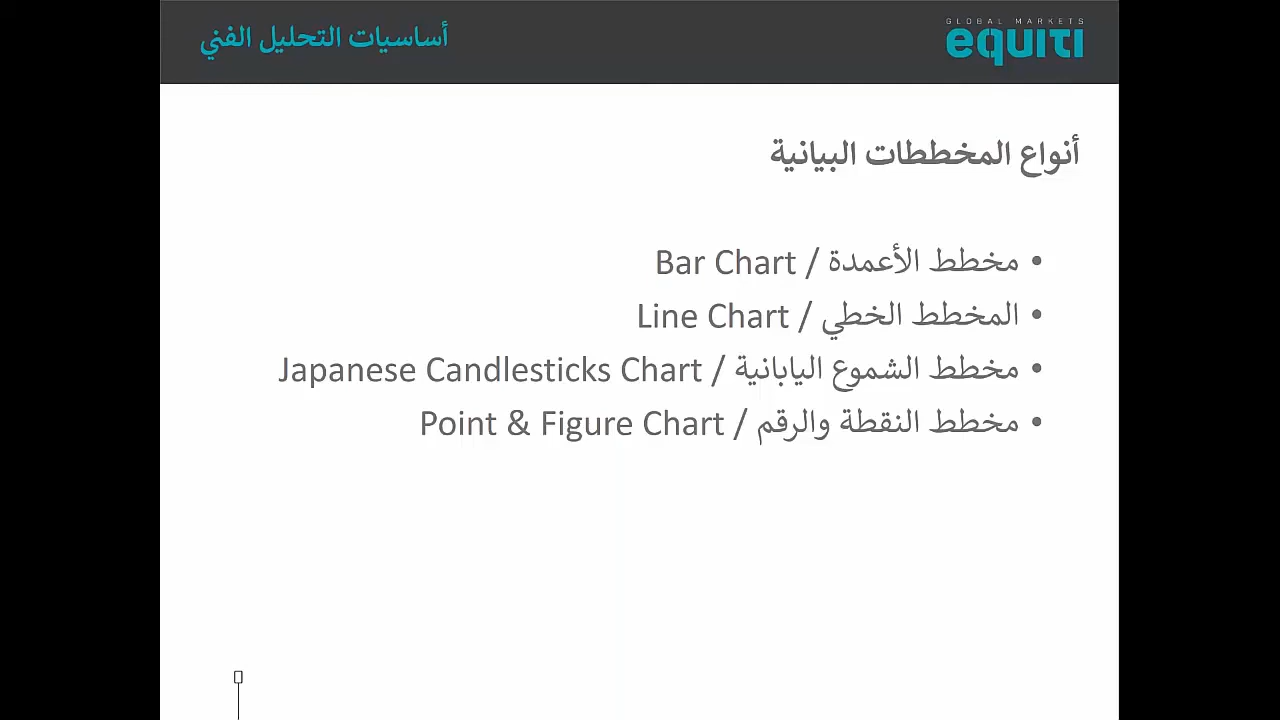 أساسيات التحليل الفني
GLOBAL MARKETS
equiti
أنواع المخططات البيانية
• مخطط الأعمدة / Bar Chart
• المخطط الخطي / Line Chart
• مخطط الشموع اليابانية / Japanese Candlesticks Chart
• مخطط النقطة والرقم / Point & Figure Chart